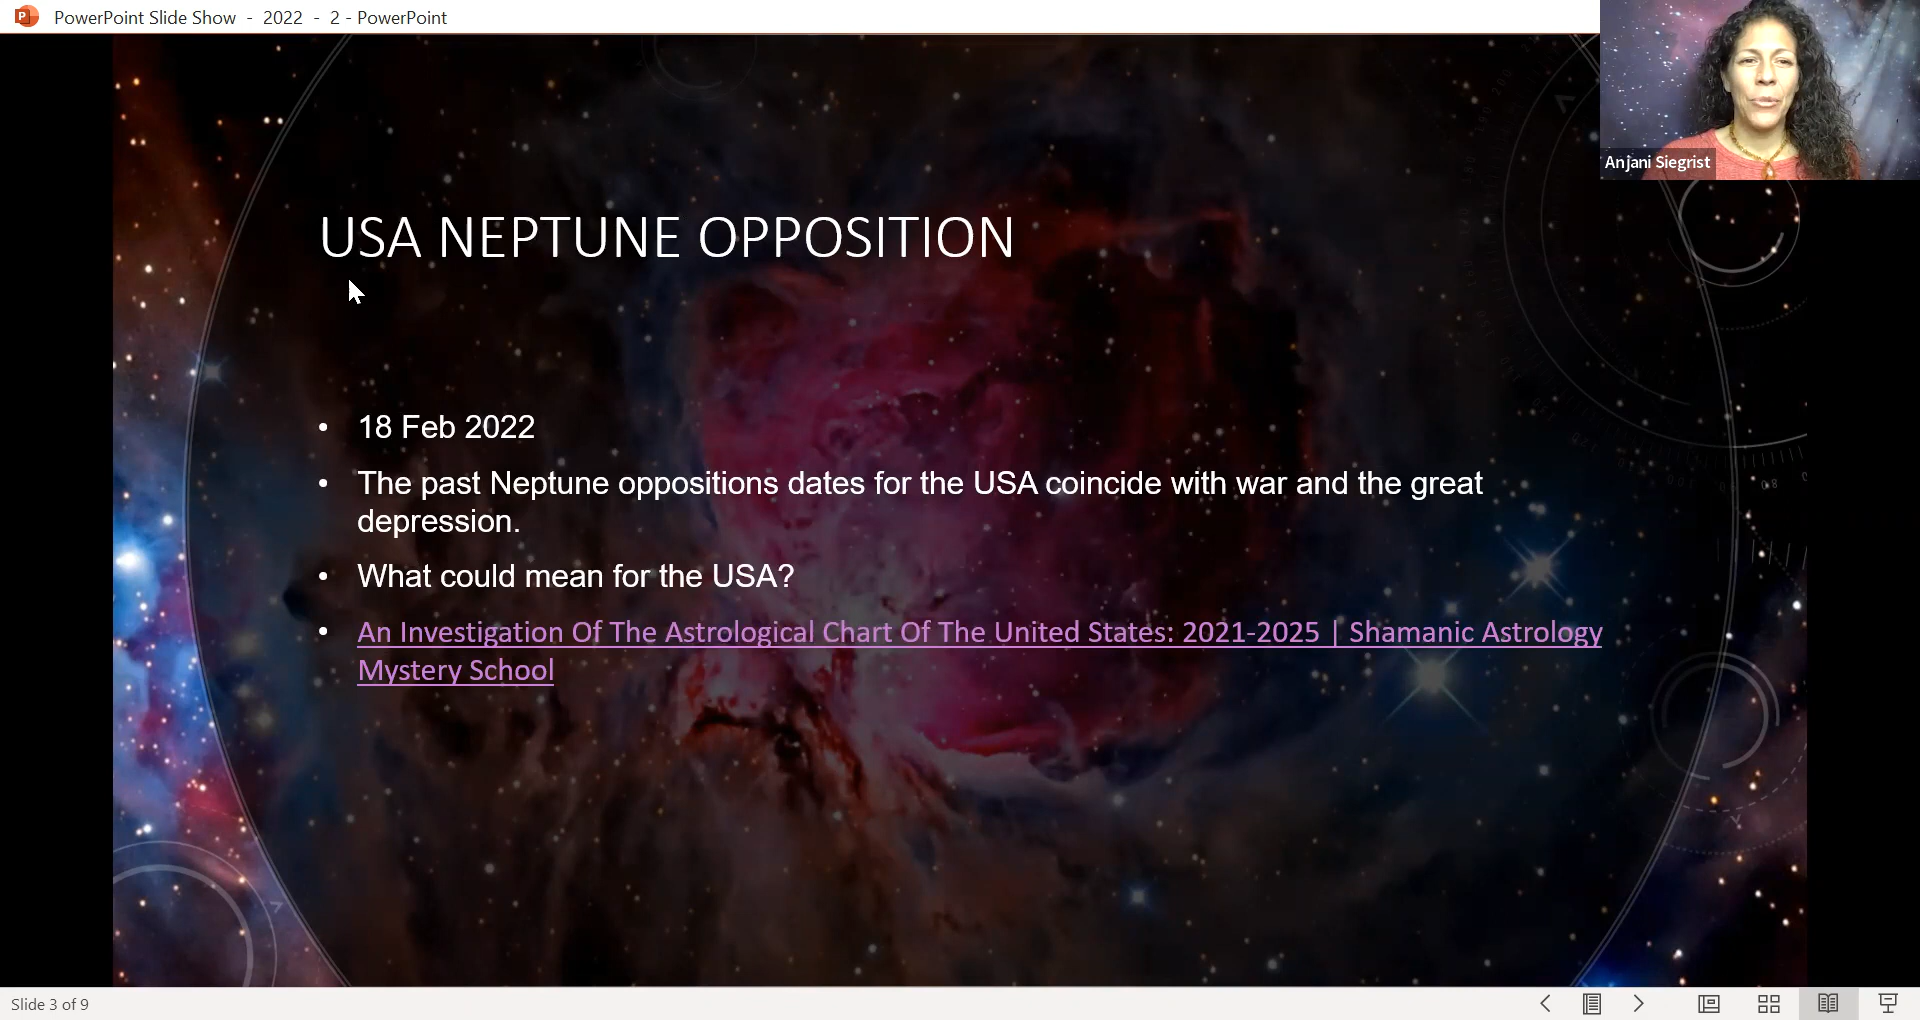 PowerPoint Slide Show - 2022 - 2 - PowerPoint
Anjani Siegrist
USA NEPTUNE OPPOSITION
• 18 Feb 2022
• The past Neptune oppositions dates for the USA coincide with war and the great
depression.
• What could mean for the USA?
• An Investigation Of The Astrological Chart Of The United States: 2021-2025 | Shamanic Astrology
Mystery School
Slide 3 of 9